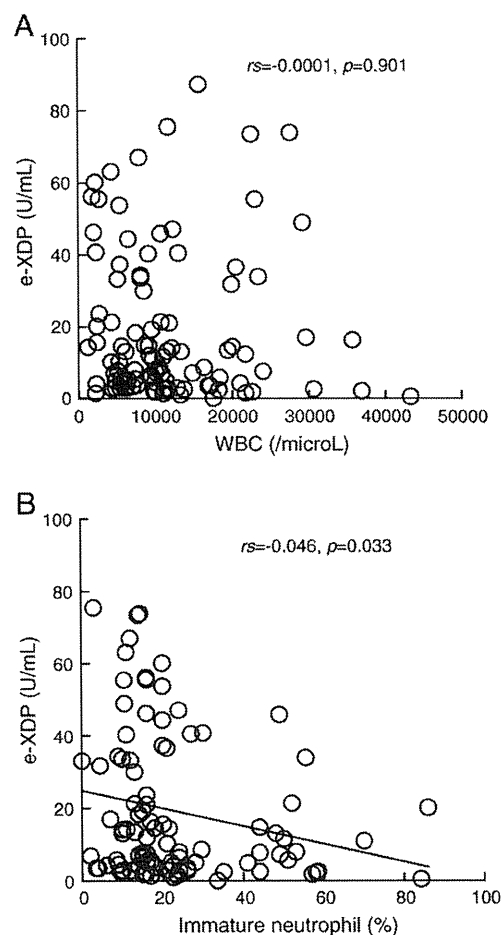 A
100
80
60
40
20
0
e-XDP (U/mL)
rs=-0.0001, p=0.901
0 10000 20000 30000 40000 50000
WBC (/microL)
B
100
80
60
40
20
0
e-XDP (U/mL)
rs=-0.046, p=0.033
0 20 40 60 80 100
Immature neutrophil (%)